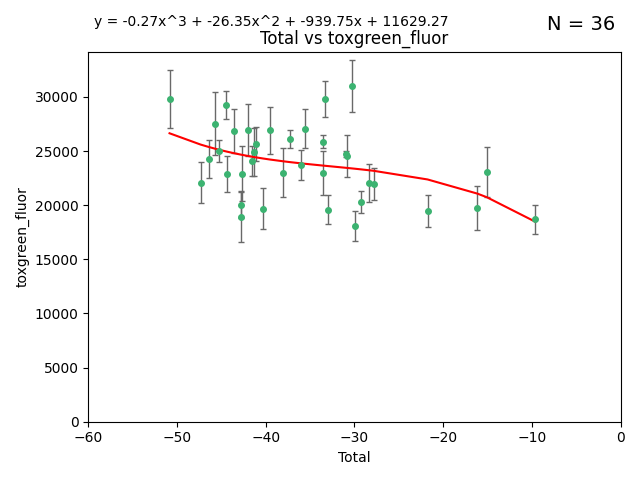 y = -0.27x^3 + -26.35x^2 + -939.75x + 11629.27
N = 36
Total vs toxgreen_fluor
30000
25000
20000
15000
10000
5000
0
toxgreen_fluor
−60
−50
−40
−30
−20
−10
0
Total